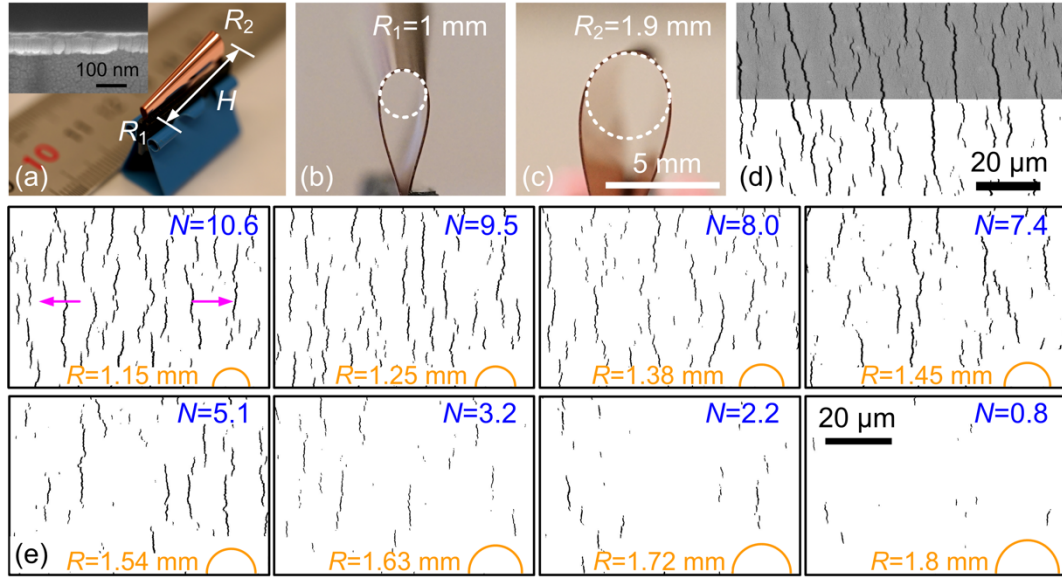 100 nm
R2
H
R1
10
(a)
R1=1 mm
(b)
R2=1.9 mm
5 mm
(c)
(d)
20 μm
N=10.6
R=1.15 mm
N=9.5
R=1.25 mm
N=8.0
R=1.38 mm
N=7.4
R=1.45 mm
N=5.1
(e)
R=1.54 mm
N=3.2
R=1.63 mm
N=2.2
R=1.72 mm
N=0.8
20 μm
R=1.8 mm